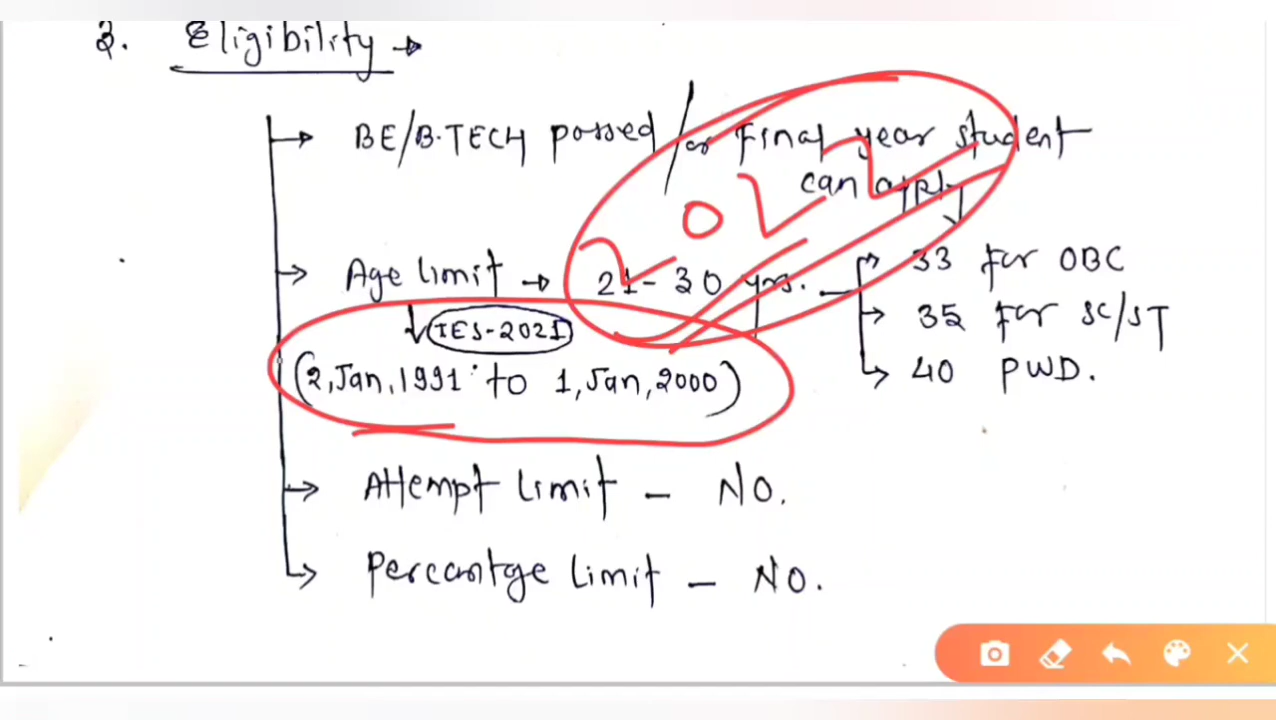 2. Eligibility →
→ BE/B.TECH passed / or Final year student
can apply
→ Age limit → 21-30 yrs. → 33 for OBC
→ 35 for SC/ST
→ 40 PWD.
IES-2021
(2, Jan, 1991 to 1, Jan, 2000)
→ Attempt limit - No.
→ Percantge limit - No.